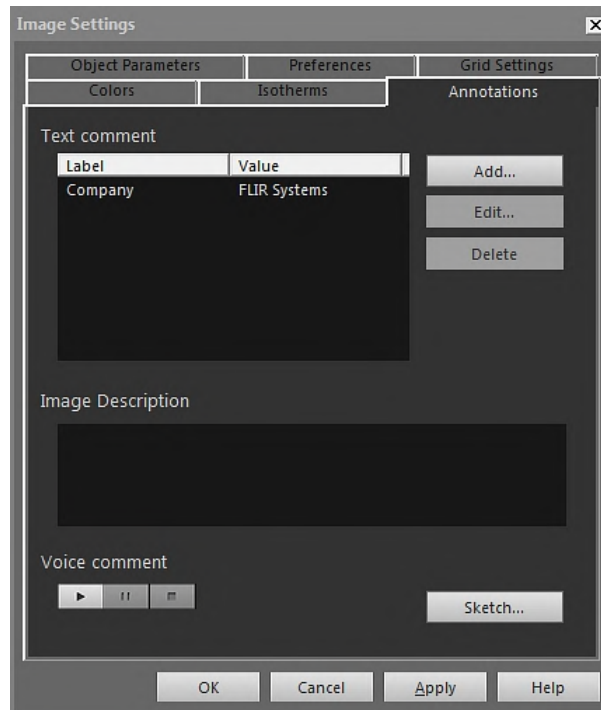 Image Settings
Object Parameters Preferences Grid Settings
Colors Isotherms Annotations
Text comment
Label Value
Company FLIR Systems
Add...
Edit...
Delete
Image Description
Voice comment
Sketch...
OK Cancel Apply Help